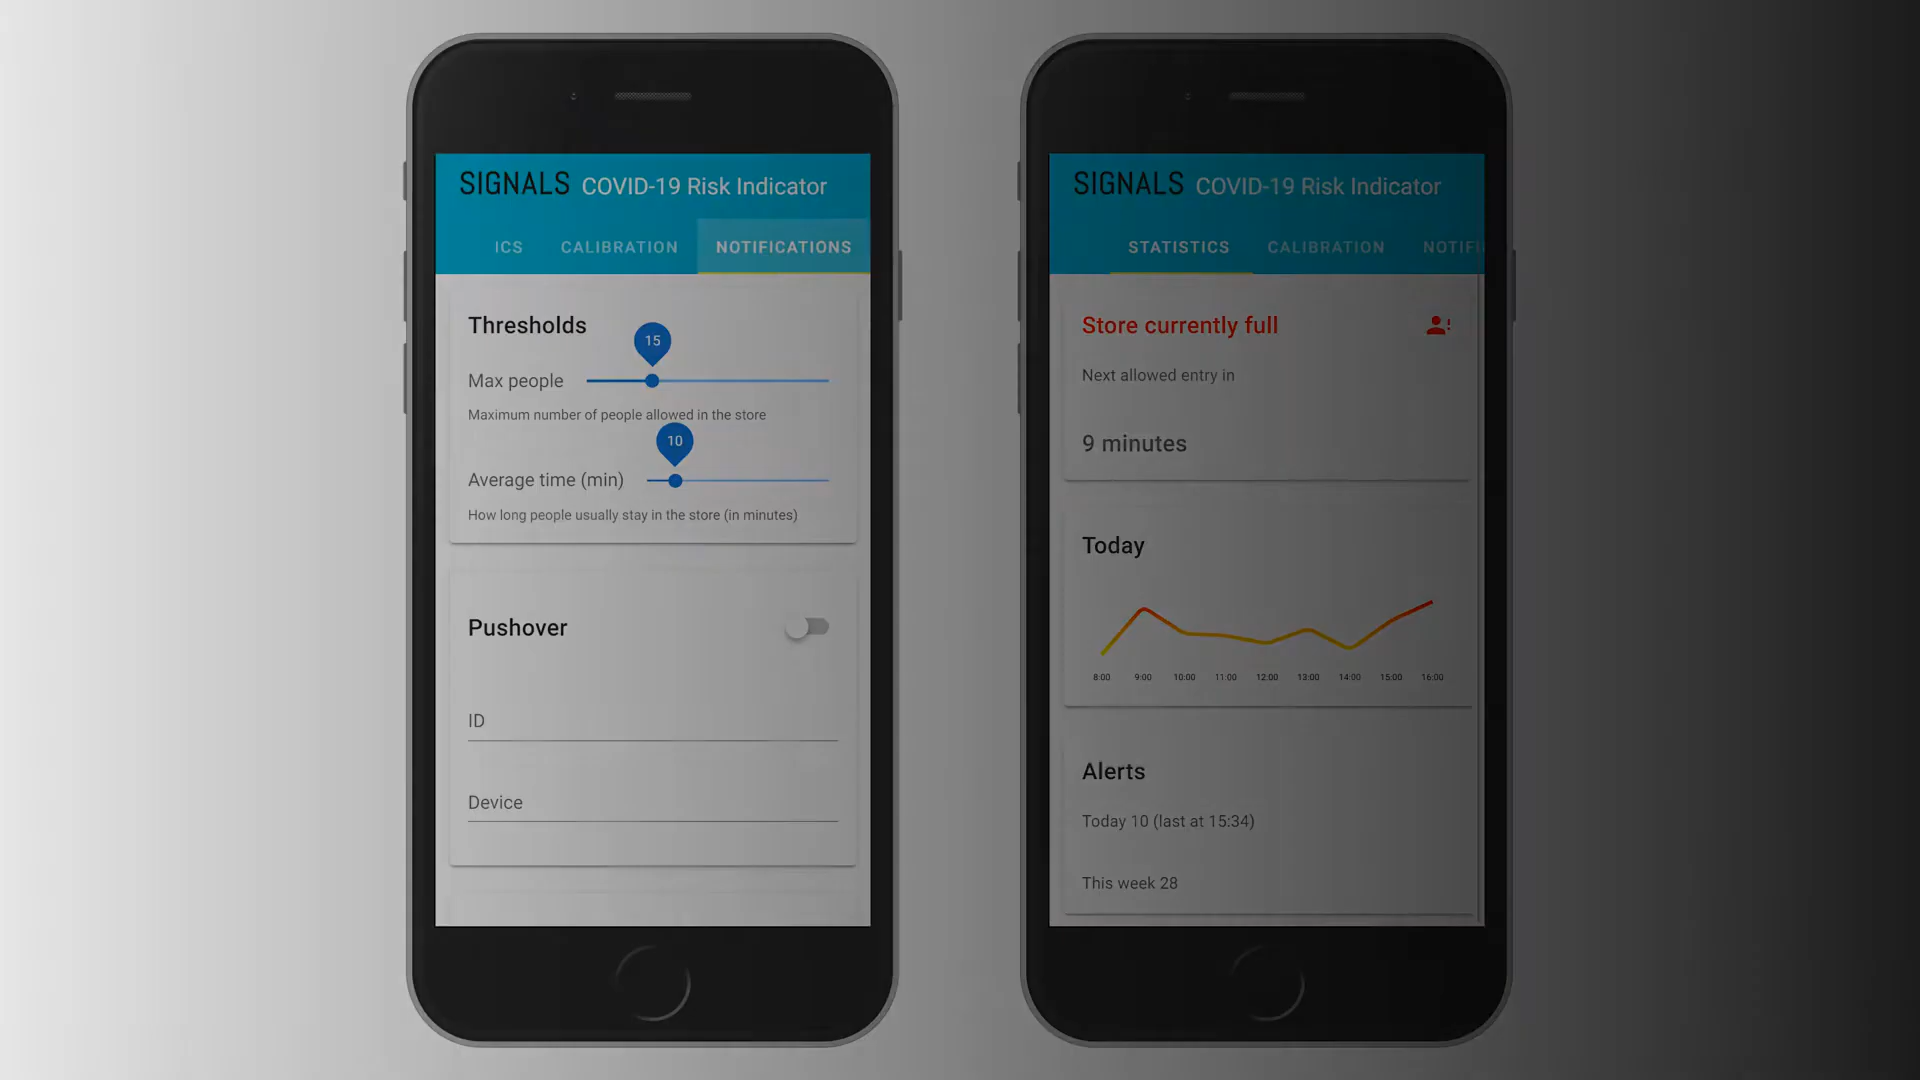 SIGNALS COVID-19 Risk Indicator
ICS CALIBRATION NOTIFICATIONS
Thresholds
15
Max people
Maximum number of people allowed in the store
10
Average time (min)
How long people usually stay in the store (in minutes)
Pushover
ID
Device
SIGNALS COVID-19 Risk Indicator
STATISTICS CALIBRATION NOTIFI
Store currently full
Next allowed entry in
9 minutes
Today
8:00 9:00 10:00 11:00 12:00 13:00 14:00 15:00 16:00
Alerts
Today 10 (last at 15:34)
This week 28